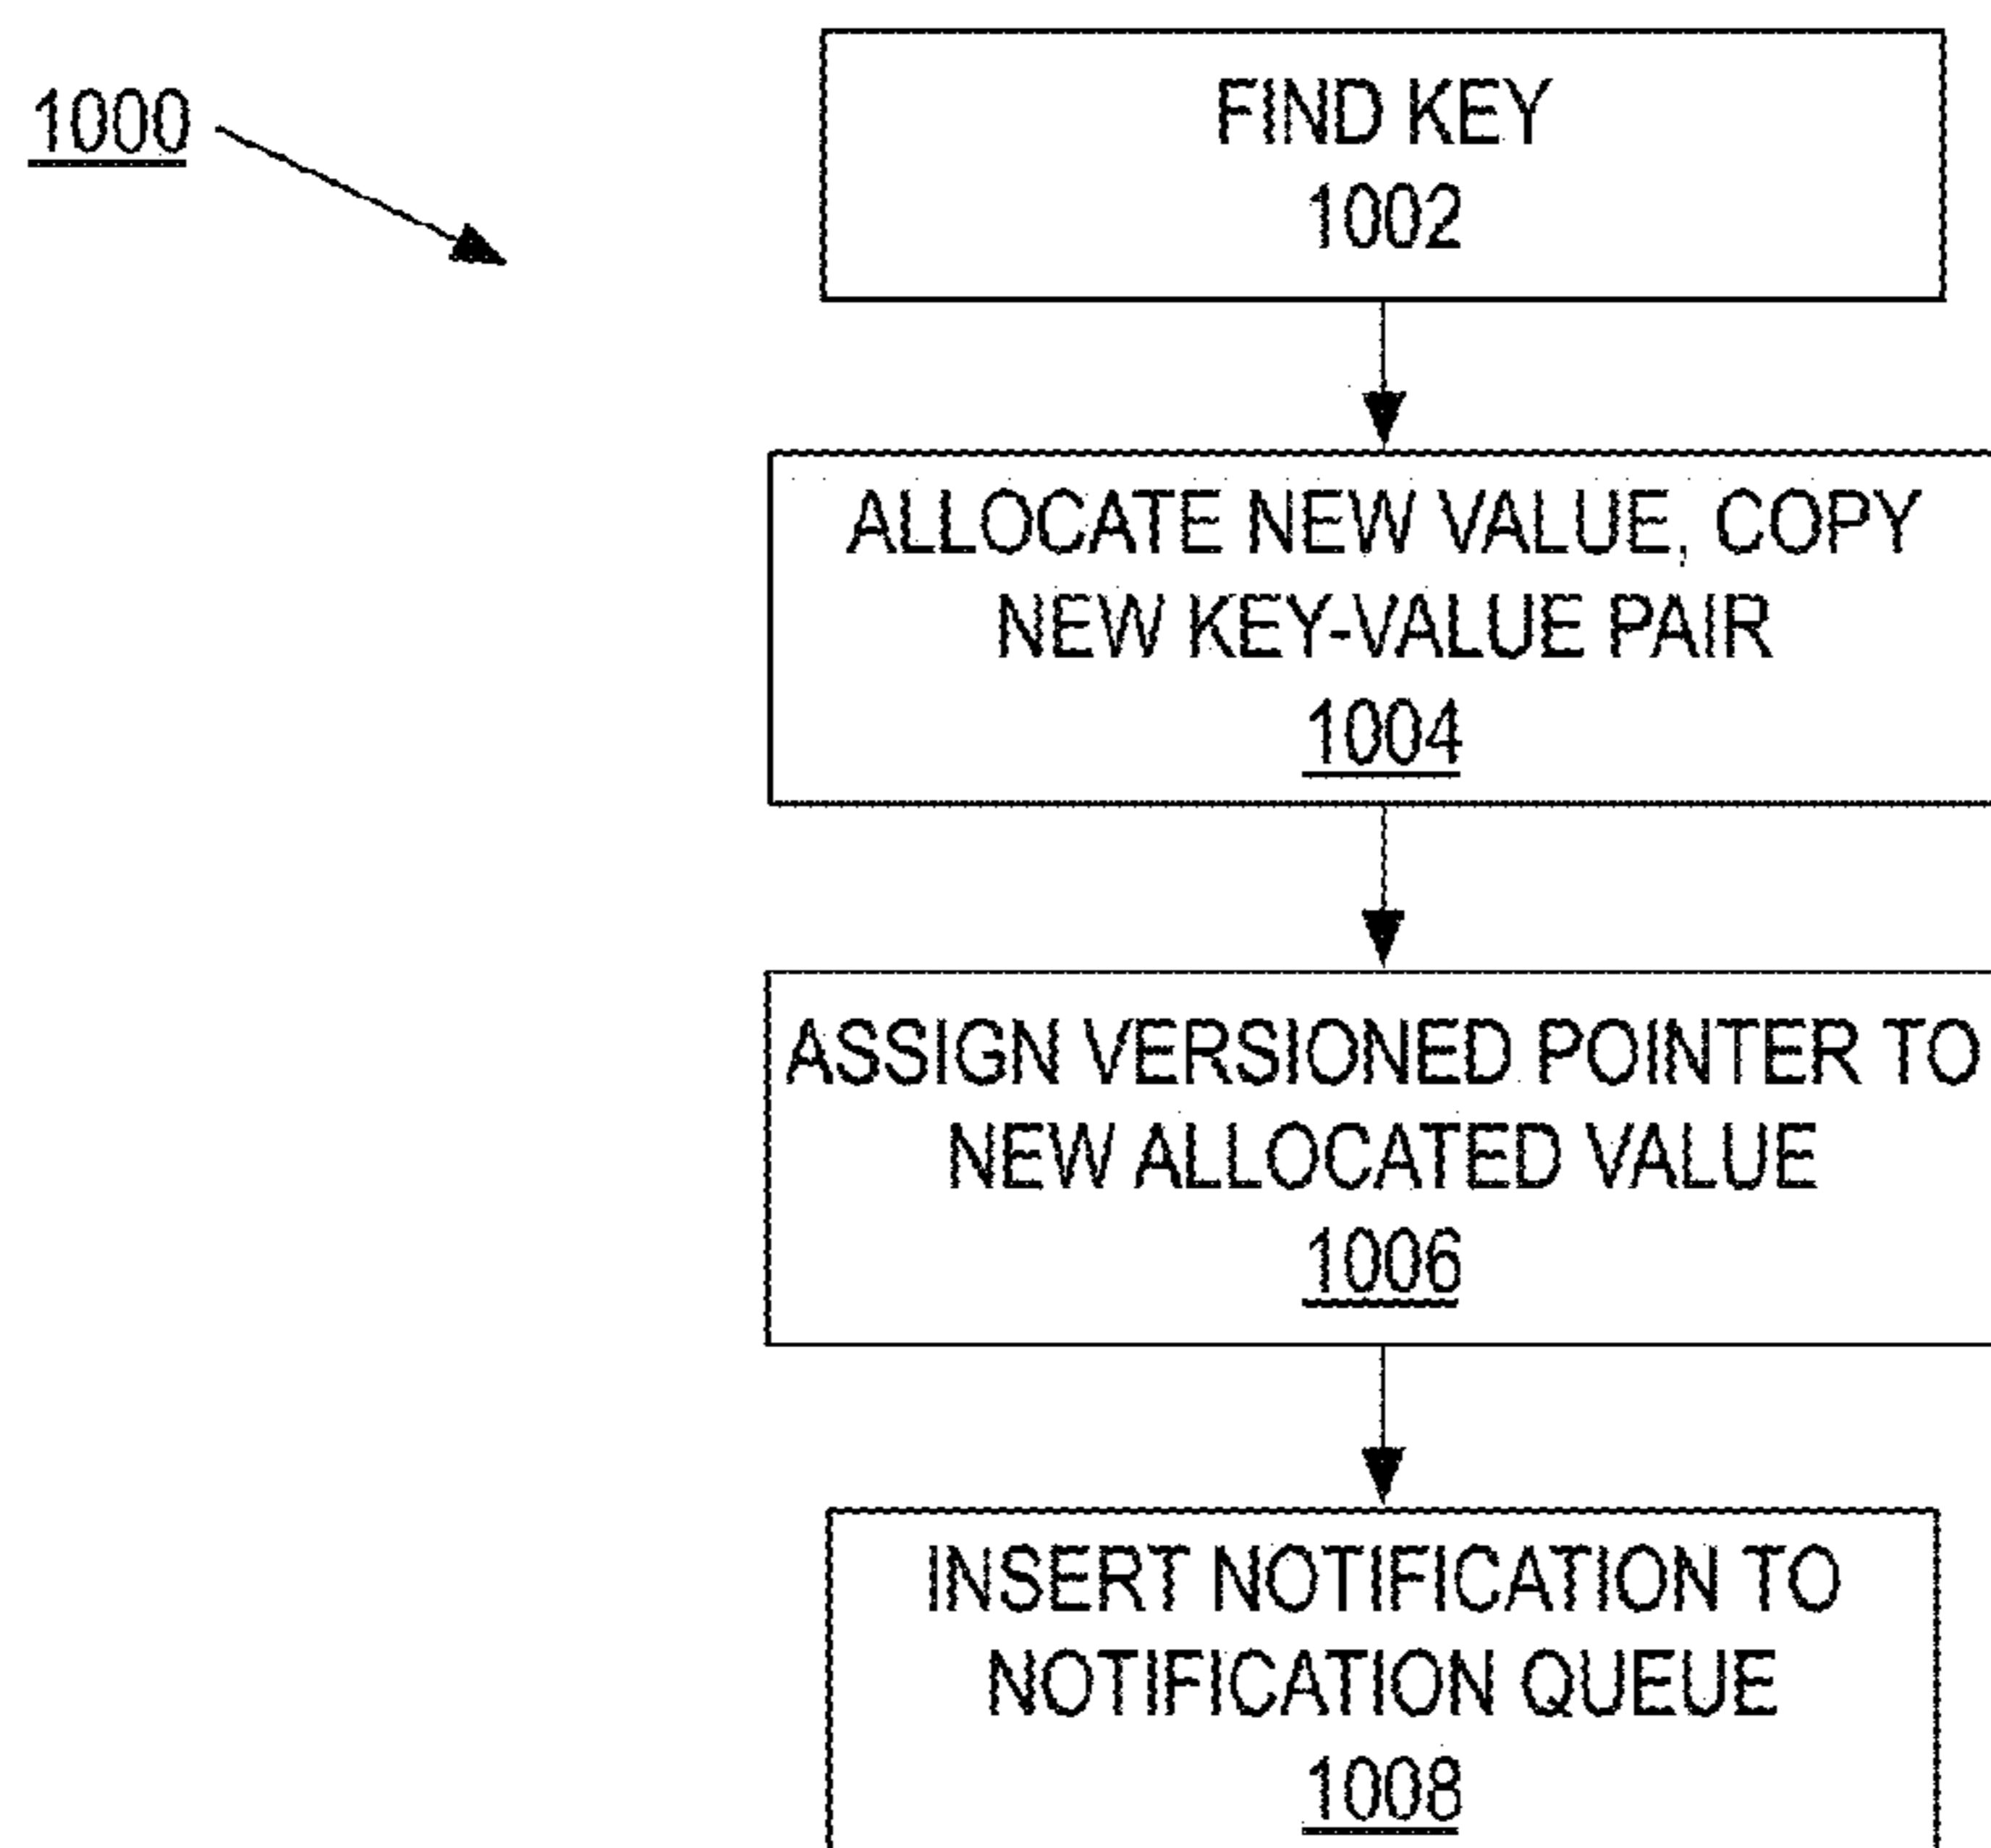 1000
FIND KEY
1002
ALLOCATE NEW VALUE, COPY
NEW KEY-VALUE PAIR
1004
ASSIGN VERSIONED POINTER TO
NEW ALLOCATED VALUE
1006
INSERT NOTIFICATION TO
NOTIFICATION QUEUE
1008